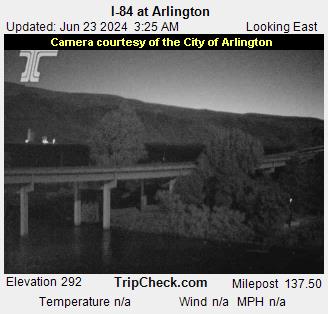 I-84 at Arlington
Updated: Jun 23 2024 3:25 AM Looking East
Camera courtesy of the City of Arlington
Elevation 292 TripCheck.com Milepost 137.50
Temperature n/a Wind n/a MPH n/a